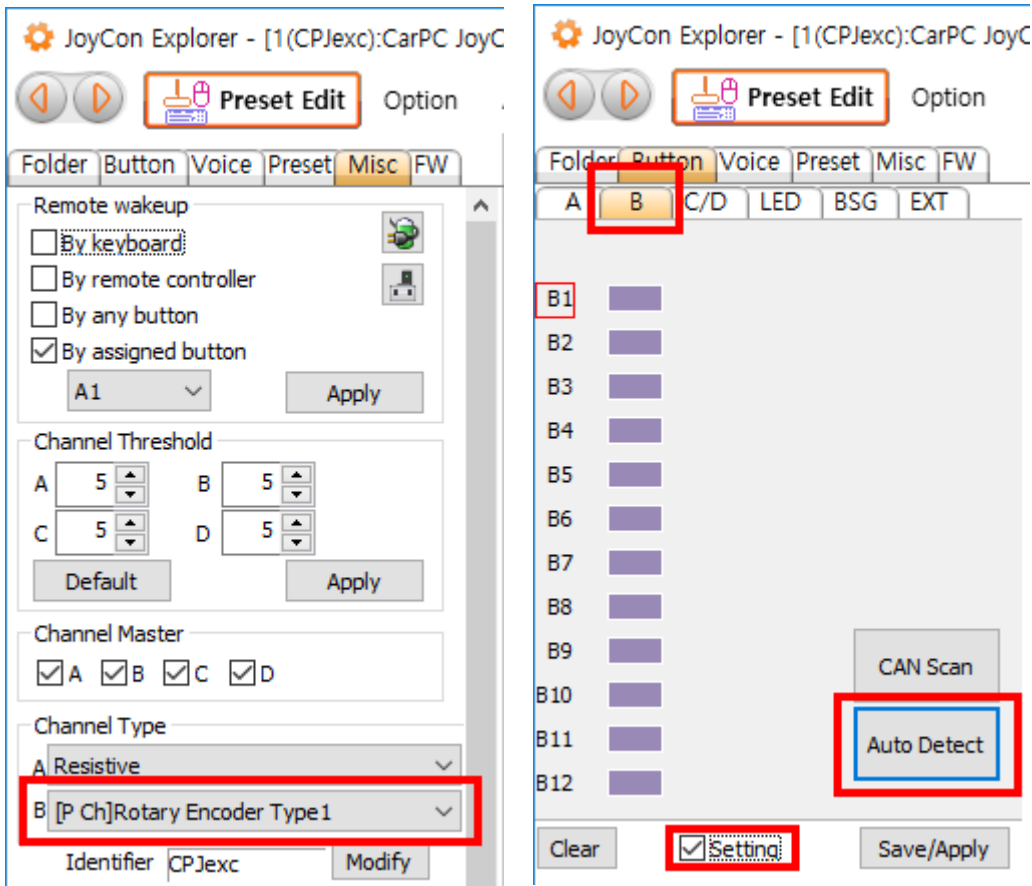 JoyCon Explorer - [1(CPJexc):CarPC JoyC
Preset Edit Option
Folder Button Voice Preset Misc FW
Remote wakeup
By keyboard
By remote controller
By any button
By assigned button
A1 Apply
Channel Threshold
A 5 B 5
C 5 D 5
Default Apply
Channel Master
A B C D
Channel Type
A Resistive
B [P Ch]Rotary Encoder Type1
Identifier CPJexc Modify
JoyCon Explorer - [1(CPJexc):CarPC JoyC
Preset Edit Option
Folder Button Voice Preset Misc FW
A B C/D LED BSG EXT
B1
B2
B3
B4
B5
B6
B7
B8
B9
CAN Scan
B10
B11
Auto Detect
B12
Clear Setting Save/Apply